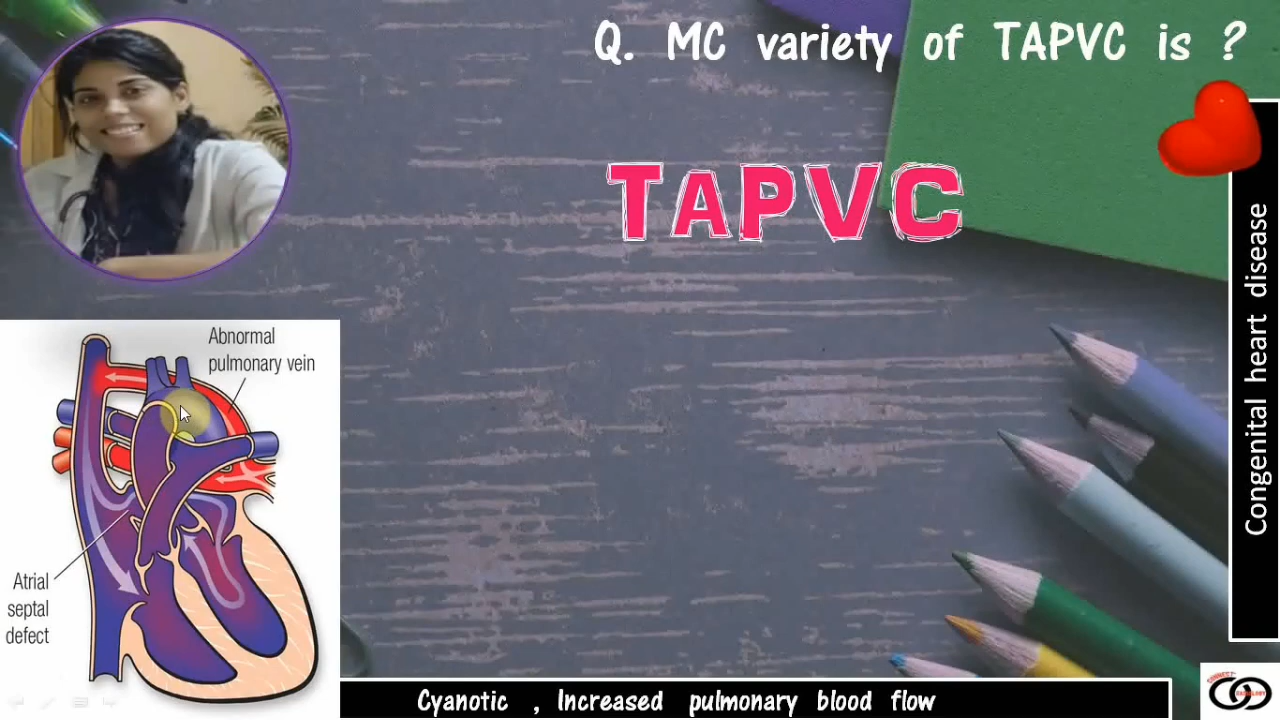 Q. MC variety of TAPVC is ?
TAPVC
Abnormal
pulmonary vein
Atrial
septal
defect
Congenital heart disease
Cyanotic , Increased pulmonary blood flow
CONNECT